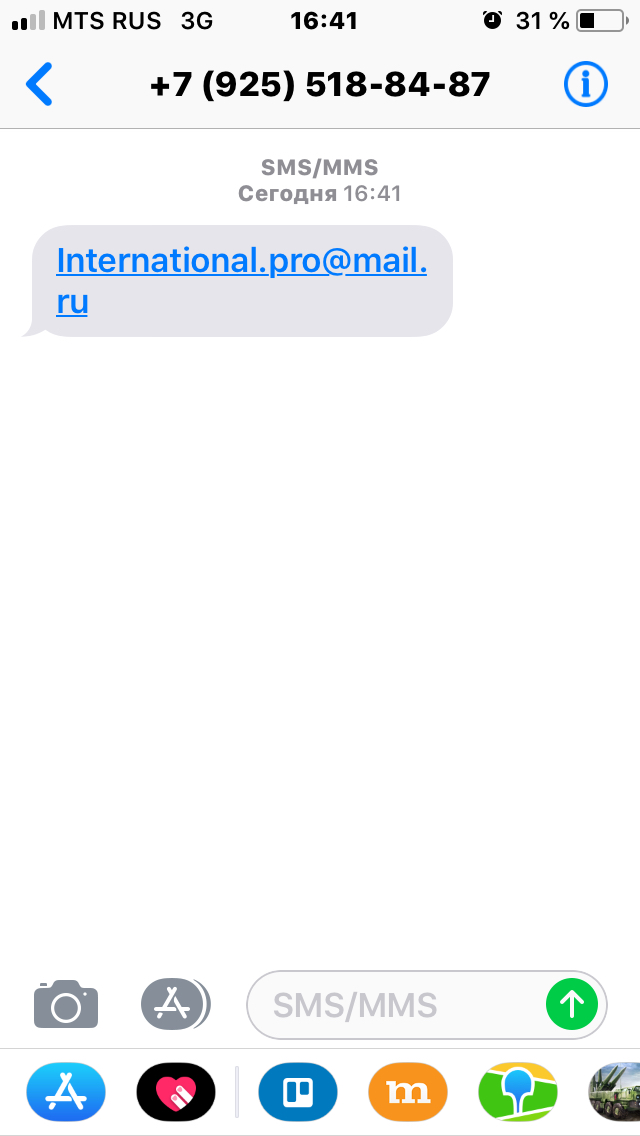 MTS RUS 3G 16:41 31 %
+7 (925) 518-84-87
SMS/MMS
Сегодня 16:41
International.pro@mail.
ru
SMS/MMS
m